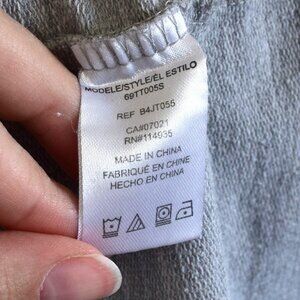 MODELE/STYLE/EL ESTILO
69TT005S
REF B4JT056
CA#07021
RN#114935
MADE IN CHINA
FABRIQUÉ EN CHINE
HECHO EN CHINA